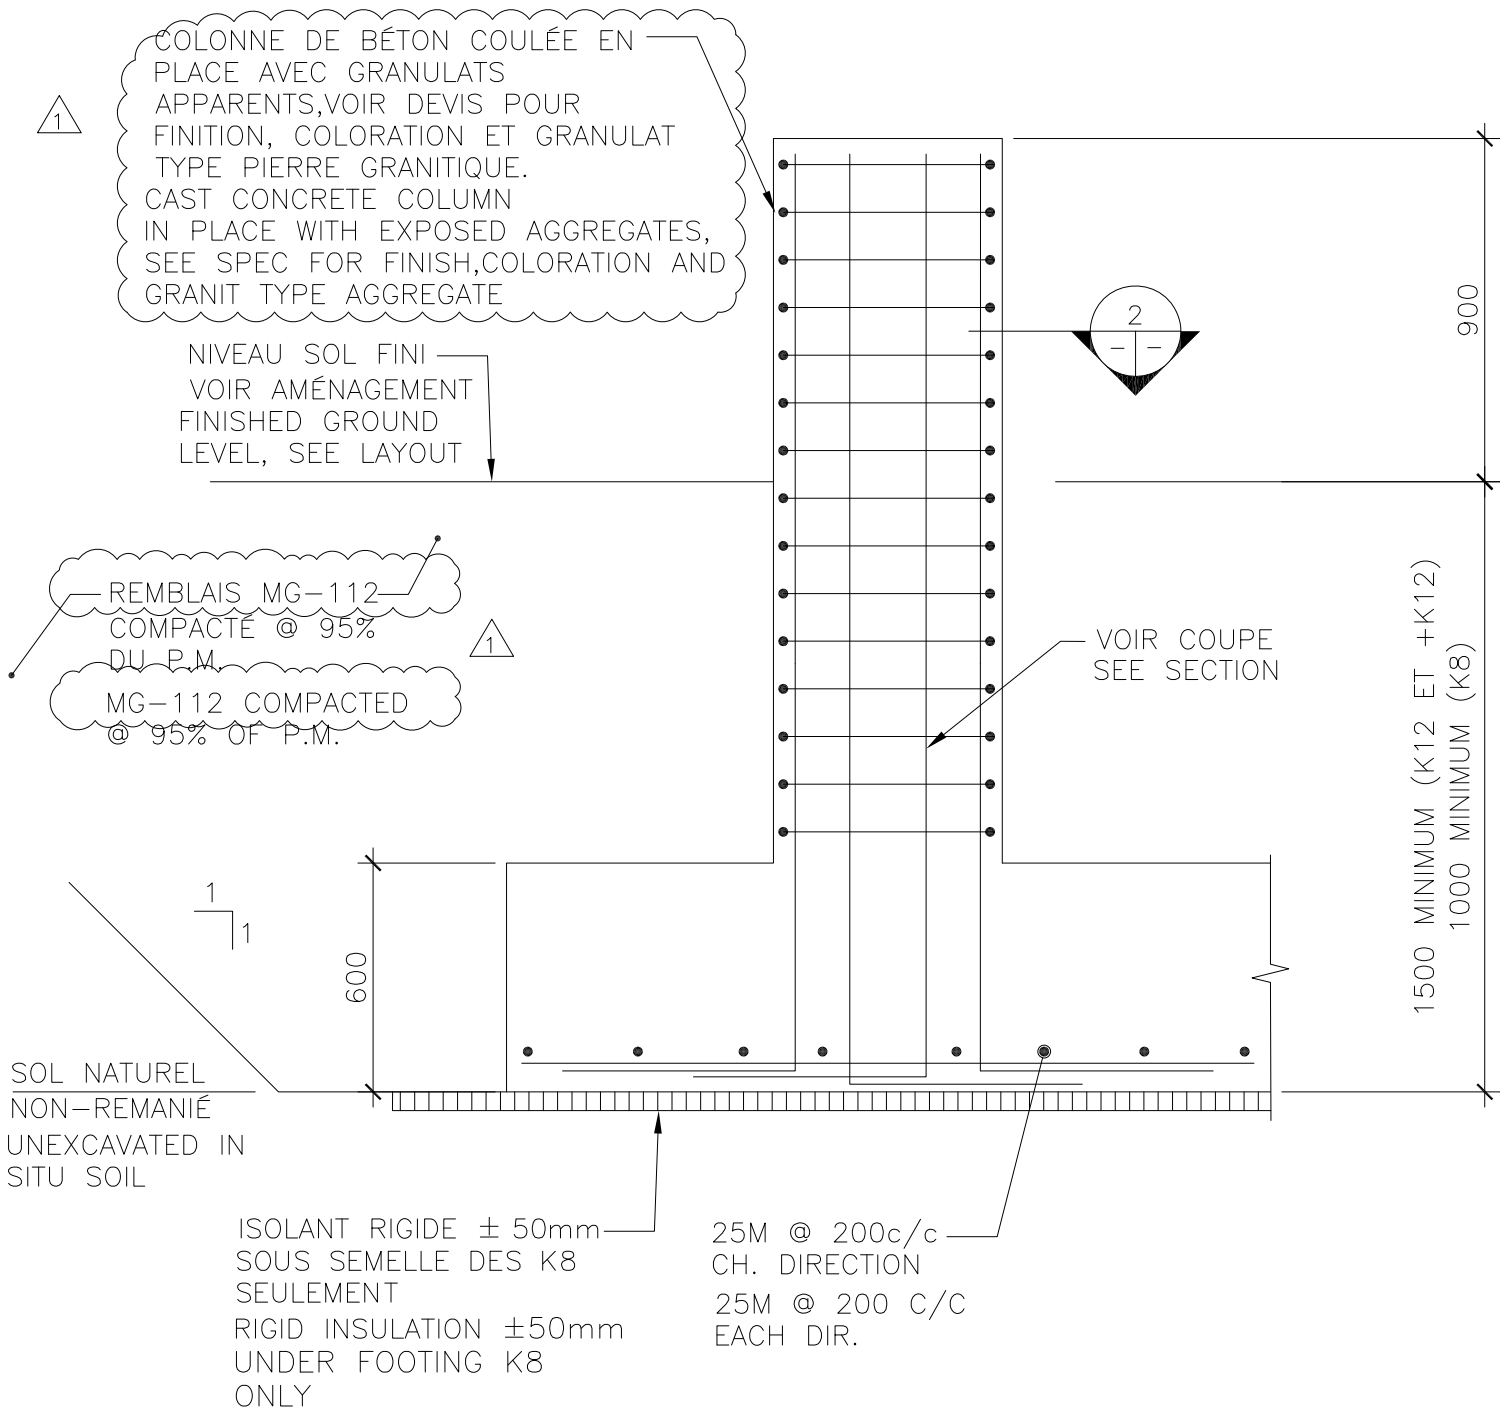 COLONNE DE BÉTON COULÉE EN
PLACE AVEC GRANULATS
APPARENTS,VOIR DEVIS POUR
FINITION, COLORATION ET GRANULAT
TYPE PIERRE GRANITIQUE.
CAST CONCRETE COLUMN
IN PLACE WITH EXPOSED AGGREGATES,
SEE SPEC FOR FINISH,COLORATION AND
GRANIT TYPE AGGREGATE
1
NIVEAU SOL FINI
VOIR AMÉNAGEMENT
FINISHED GROUND
LEVEL, SEE LAYOUT
2
- -
900
REMBLAIS MG-112
COMPACTÉ @ 95%
DU P.M.
MG-112 COMPACTED
@ 95% OF P.M.
1
VOIR COUPE
SEE SECTION
1500 MINIMUM (K12 ET +K12)
1000 MINIMUM (K8)
1
1
600
SOL NATUREL
NON-REMANIÉ
UNEXCAVATED IN
SITU SOIL
ISOLANT RIGIDE ± 50mm
SOUS SEMELLE DES K8
SEULEMENT
RIGID INSULATION ±50mm
UNDER FOOTING K8
ONLY
25M @ 200c/c
CH. DIRECTION
25M @ 200 C/C
EACH DIR.